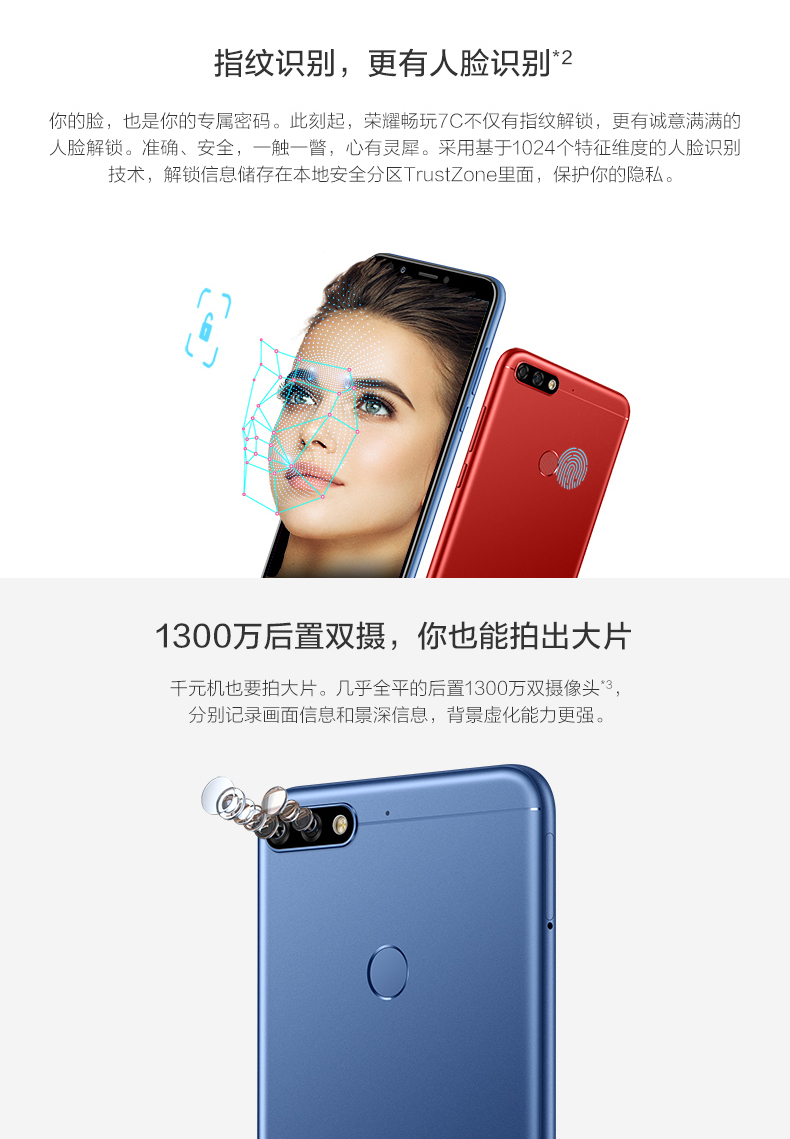 指纹识别，更有人脸识别*2
你的脸，也是你的专属密码。此刻起，荣耀畅玩7C不仅有指纹解锁，更有诚意满满的
人脸解锁。准确、安全，一触一瞥，心有灵犀。采用基于1024个特征维度的人脸识别
技术，解锁信息储存在本地安全分区TrustZone里面，保护你的隐私。
1300万后置双摄，你也能拍出大片
千元机也要拍大片。几乎全平的后置1300万双摄像头*3，
分别记录画面信息和景深信息，背景虚化能力更强。